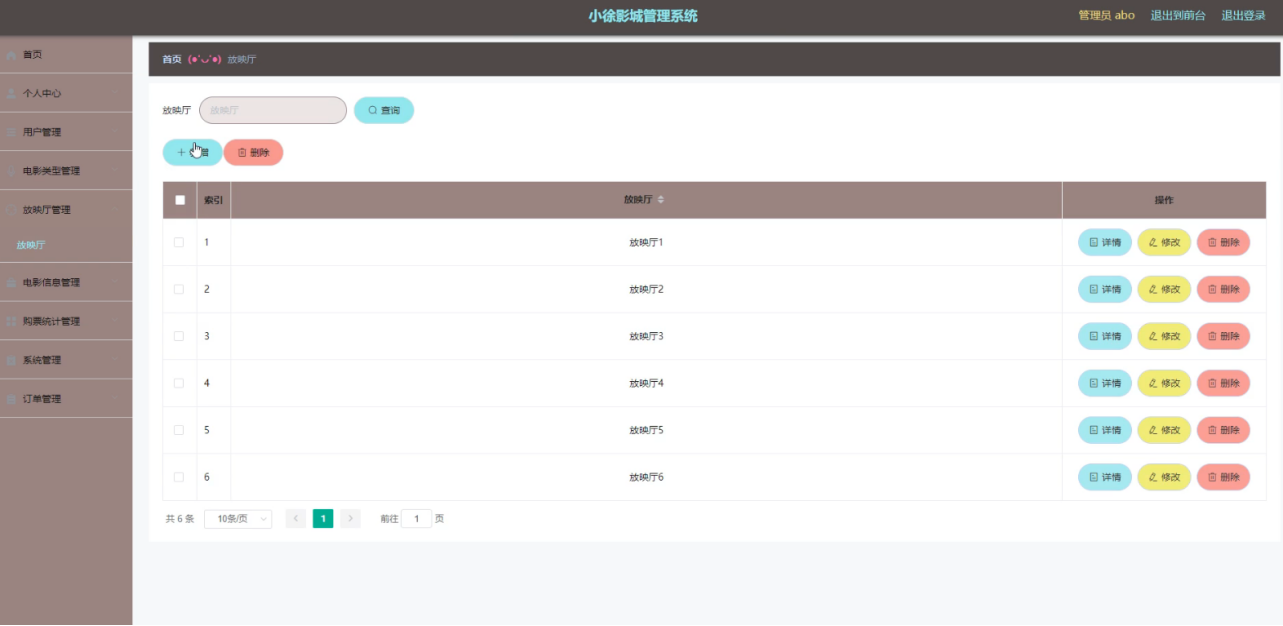 小徐影城管理系统
管理员 abo 退出到前台 退出登录
首页
个人中心
用户管理
电影类型管理
放映厅管理
放映厅
电影信息管理
购票统计管理
系统管理
订单管理
首页 (●'◡'●) 放映厅
放映厅 放映厅 查询
增 删除
索引 放映厅 操作
1 放映厅1 详情 修改 删除
2 放映厅2 详情 修改 删除
3 放映厅3 详情 修改 删除
4 放映厅4 详情 修改 删除
5 放映厅5 详情 修改 删除
6 放映厅6 详情 修改 删除
共 6 条 10条/页 1 前往 1 页